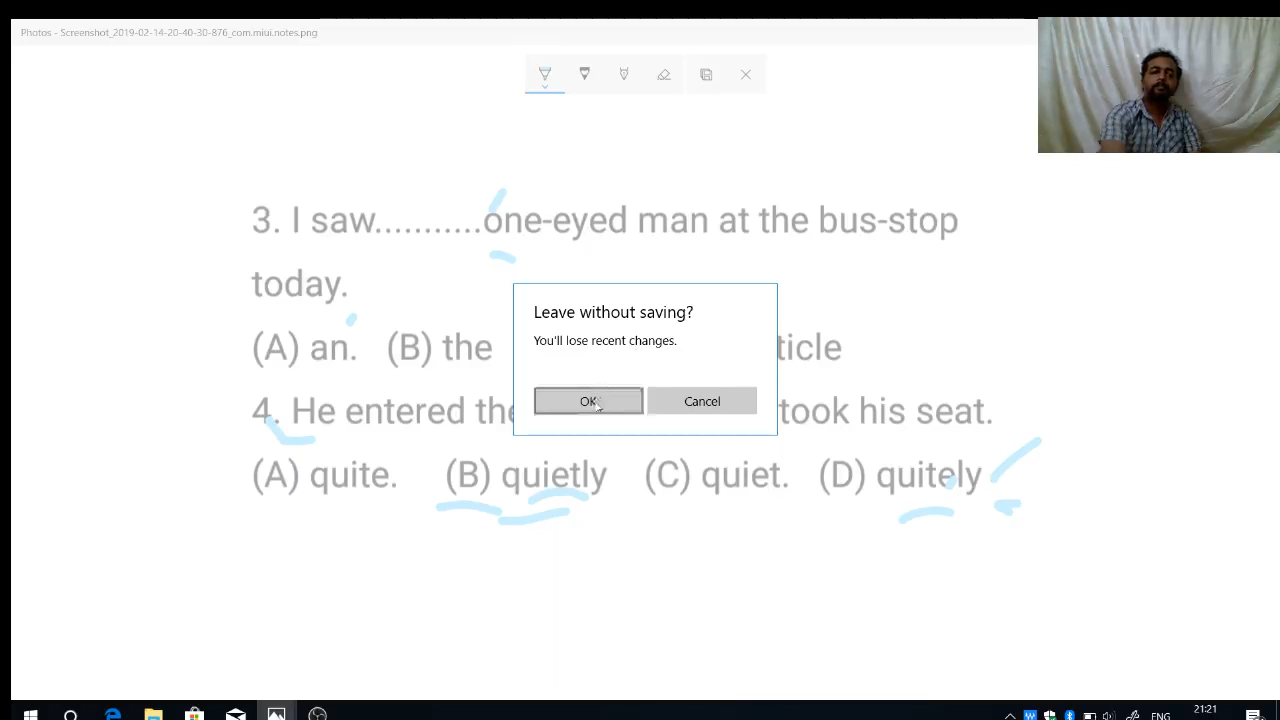 Photos - Screenshot_2019-02-14-20-40-30-876_com.miui.notes.png
3. I saw...........one-eyed man at the bus-stop
today.
(A) an. (B) the ticle
4. He entered the took his seat.
(A) quite. (B) quietly (C) quiet. (D) quitely
Leave without saving?
You'll lose recent changes.
OK Cancel
ENG
21:21